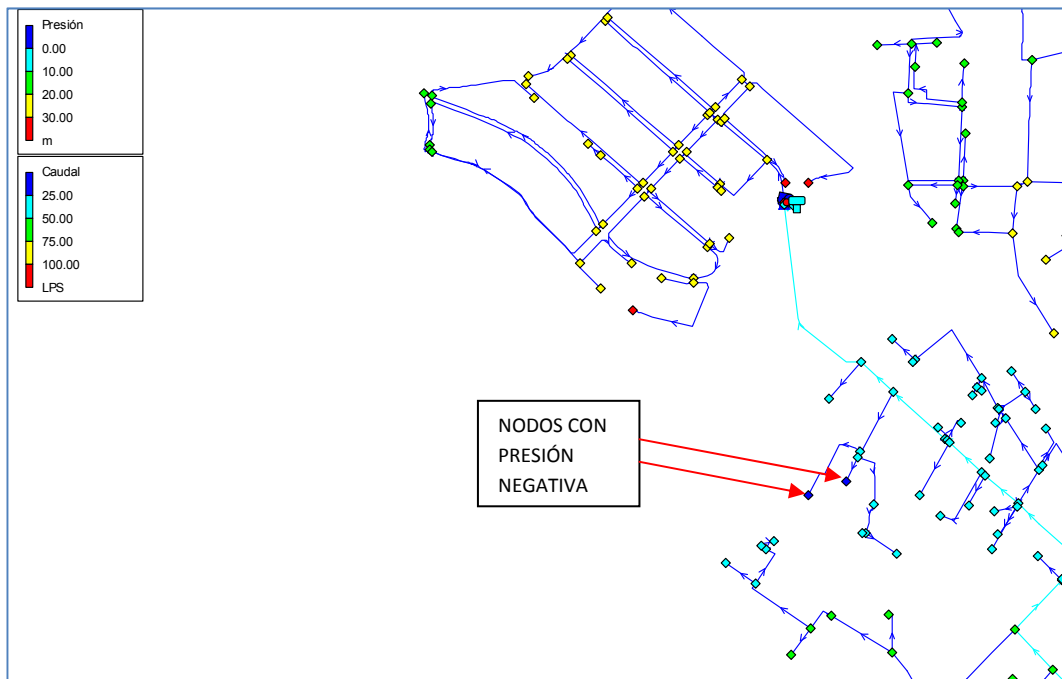 Presión
0.00
10.00
20.00
30.00
m
Caudal
25.00
50.00
75.00
100.00
LPS
NODOS CON
PRESIÓN
NEGATIVA